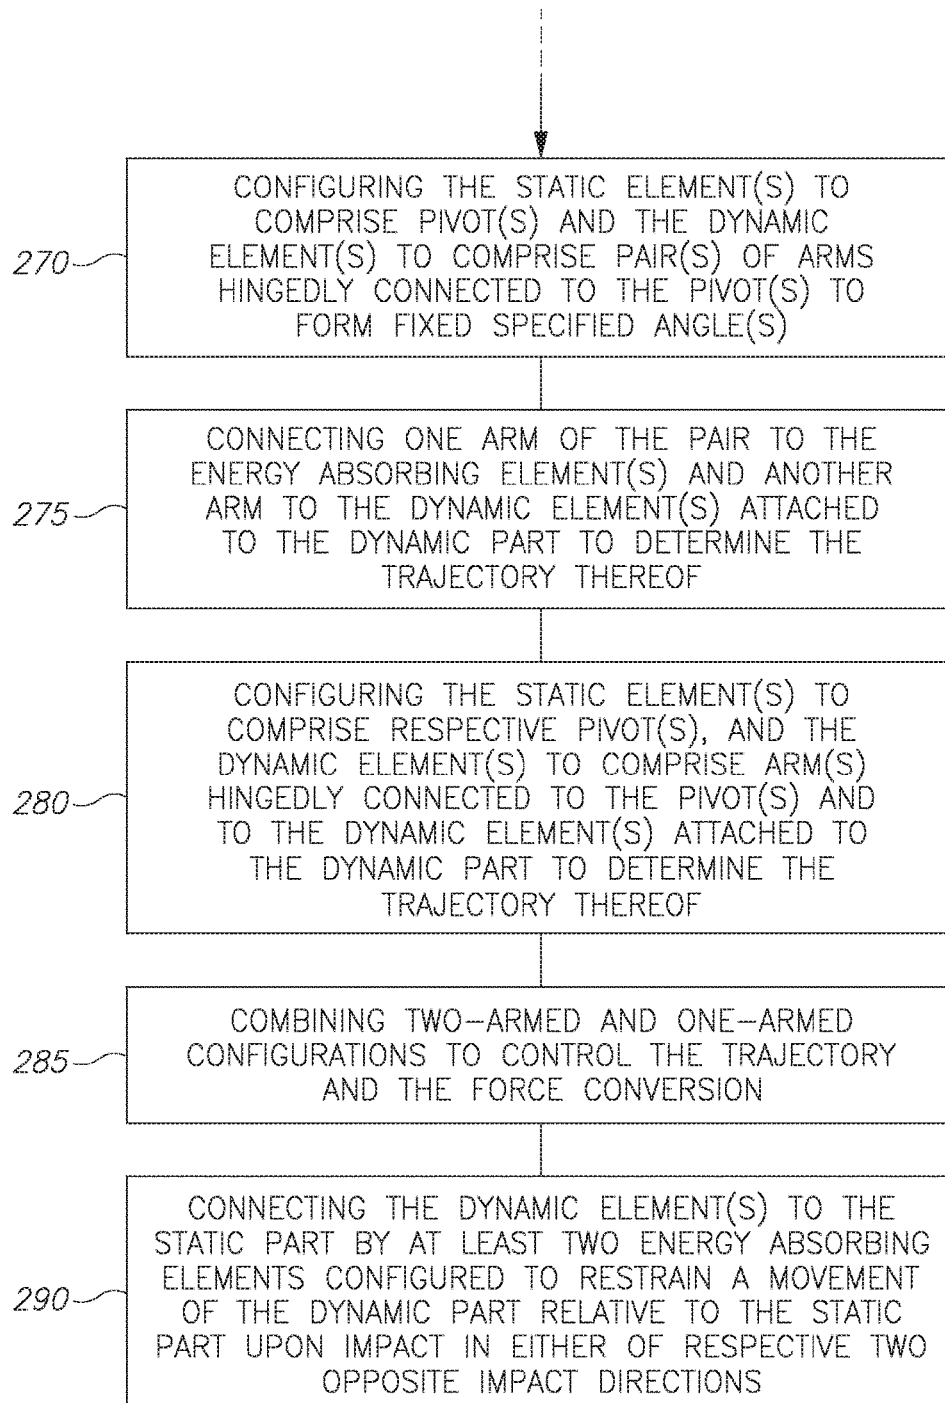 CONFIGURING THE STATIC ELEMENT(S) TO
COMPRISE PIVOT(S) AND THE DYNAMIC
ELEMENT(S) TO COMPRISE PAIR(S) OF ARMS
HINGEDLY CONNECTED TO THE PIVOT(S) TO
FORM FIXED SPECIFIED ANGLE(S)
270
CONNECTING ONE ARM OF THE PAIR TO THE
ENERGY ABSORBING ELEMENT(S) AND ANOTHER
ARM TO THE DYNAMIC ELEMENT(S) ATTACHED
TO THE DYNAMIC PART TO DETERMINE THE
TRAJECTORY THEREOF
275
CONFIGURING THE STATIC ELEMENT(S) TO
COMPRISE RESPECTIVE PIVOT(S), AND THE
DYNAMIC ELEMENT(S) TO COMPRISE ARM(S)
HINGEDLY CONNECTED TO THE PIVOT(S) AND
TO THE DYNAMIC ELEMENT(S) ATTACHED TO
THE DYNAMIC PART TO DETERMINE THE
TRAJECTORY THEREOF
280
COMBINING TWO-ARMED AND ONE-ARMED
CONFIGURATIONS TO CONTROL THE TRAJECTORY
AND THE FORCE CONVERSION
285
CONNECTING THE DYNAMIC ELEMENT(S) TO THE
STATIC PART BY AT LEAST TWO ENERGY ABSORBING
ELEMENTS CONFIGURED TO RESTRAIN A MOVEMENT
OF THE DYNAMIC PART RELATIVE TO THE STATIC
PART UPON IMPACT IN EITHER OF RESPECTIVE TWO
OPPOSITE IMPACT DIRECTIONS
290